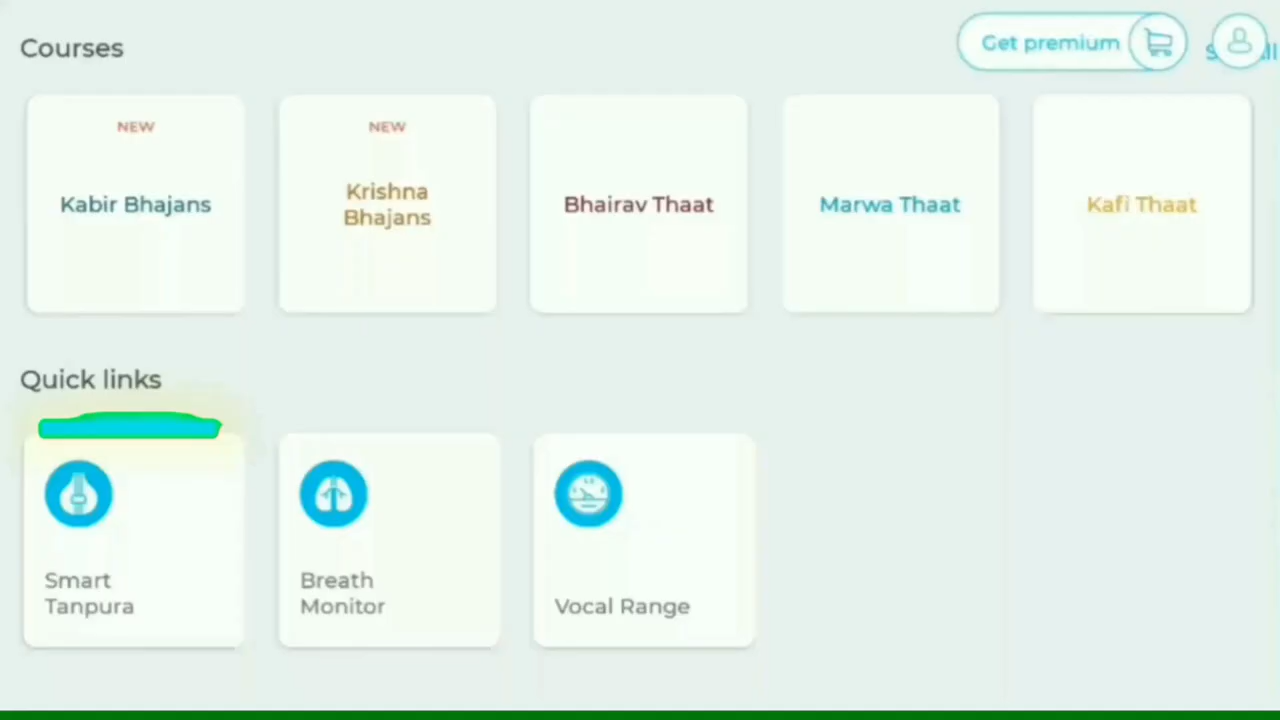 Courses
Get premium
NEW
Kabir Bhajans
NEW
Krishna
Bhajans
Bhairav Thaat
Marwa Thaat
Kafi Thaat
Quick links
Smart
Tanpura
Breath
Monitor
Vocal Range